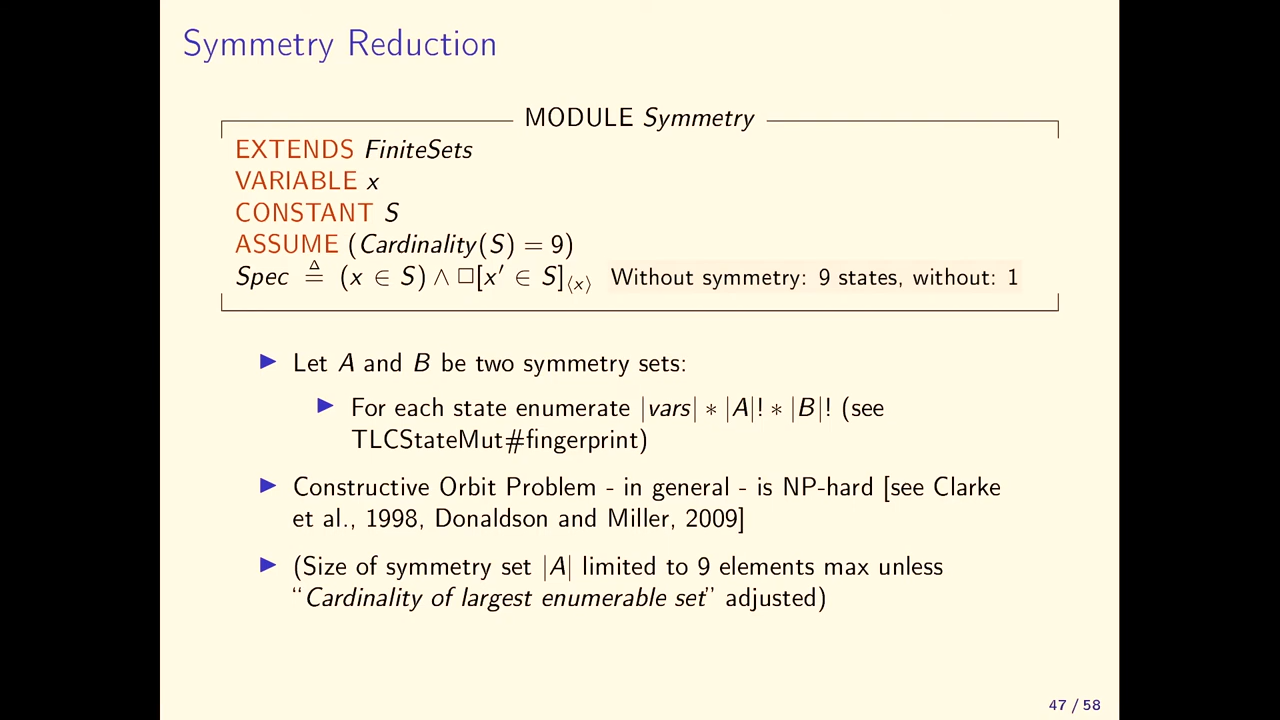 Symmetry Reduction
MODULE Symmetry
EXTENDS FiniteSets
VARIABLE x
CONSTANT S
ASSUME (Cardinality(S) = 9)
Spec ≜ (x ∈ S) ∧ □[x′ ∈ S]⟨x⟩ Without symmetry: 9 states, without: 1
▶ Let A and B be two symmetry sets:
▶ For each state enumerate |vars| ∗ |A|! ∗ |B|! (see
TLCStateMut#fingerprint)
▶ Constructive Orbit Problem - in general - is NP-hard [see Clarke
et al., 1998, Donaldson and Miller, 2009]
▶ (Size of symmetry set |A| limited to 9 elements max unless
“Cardinality of largest enumerable set” adjusted)
47 / 58